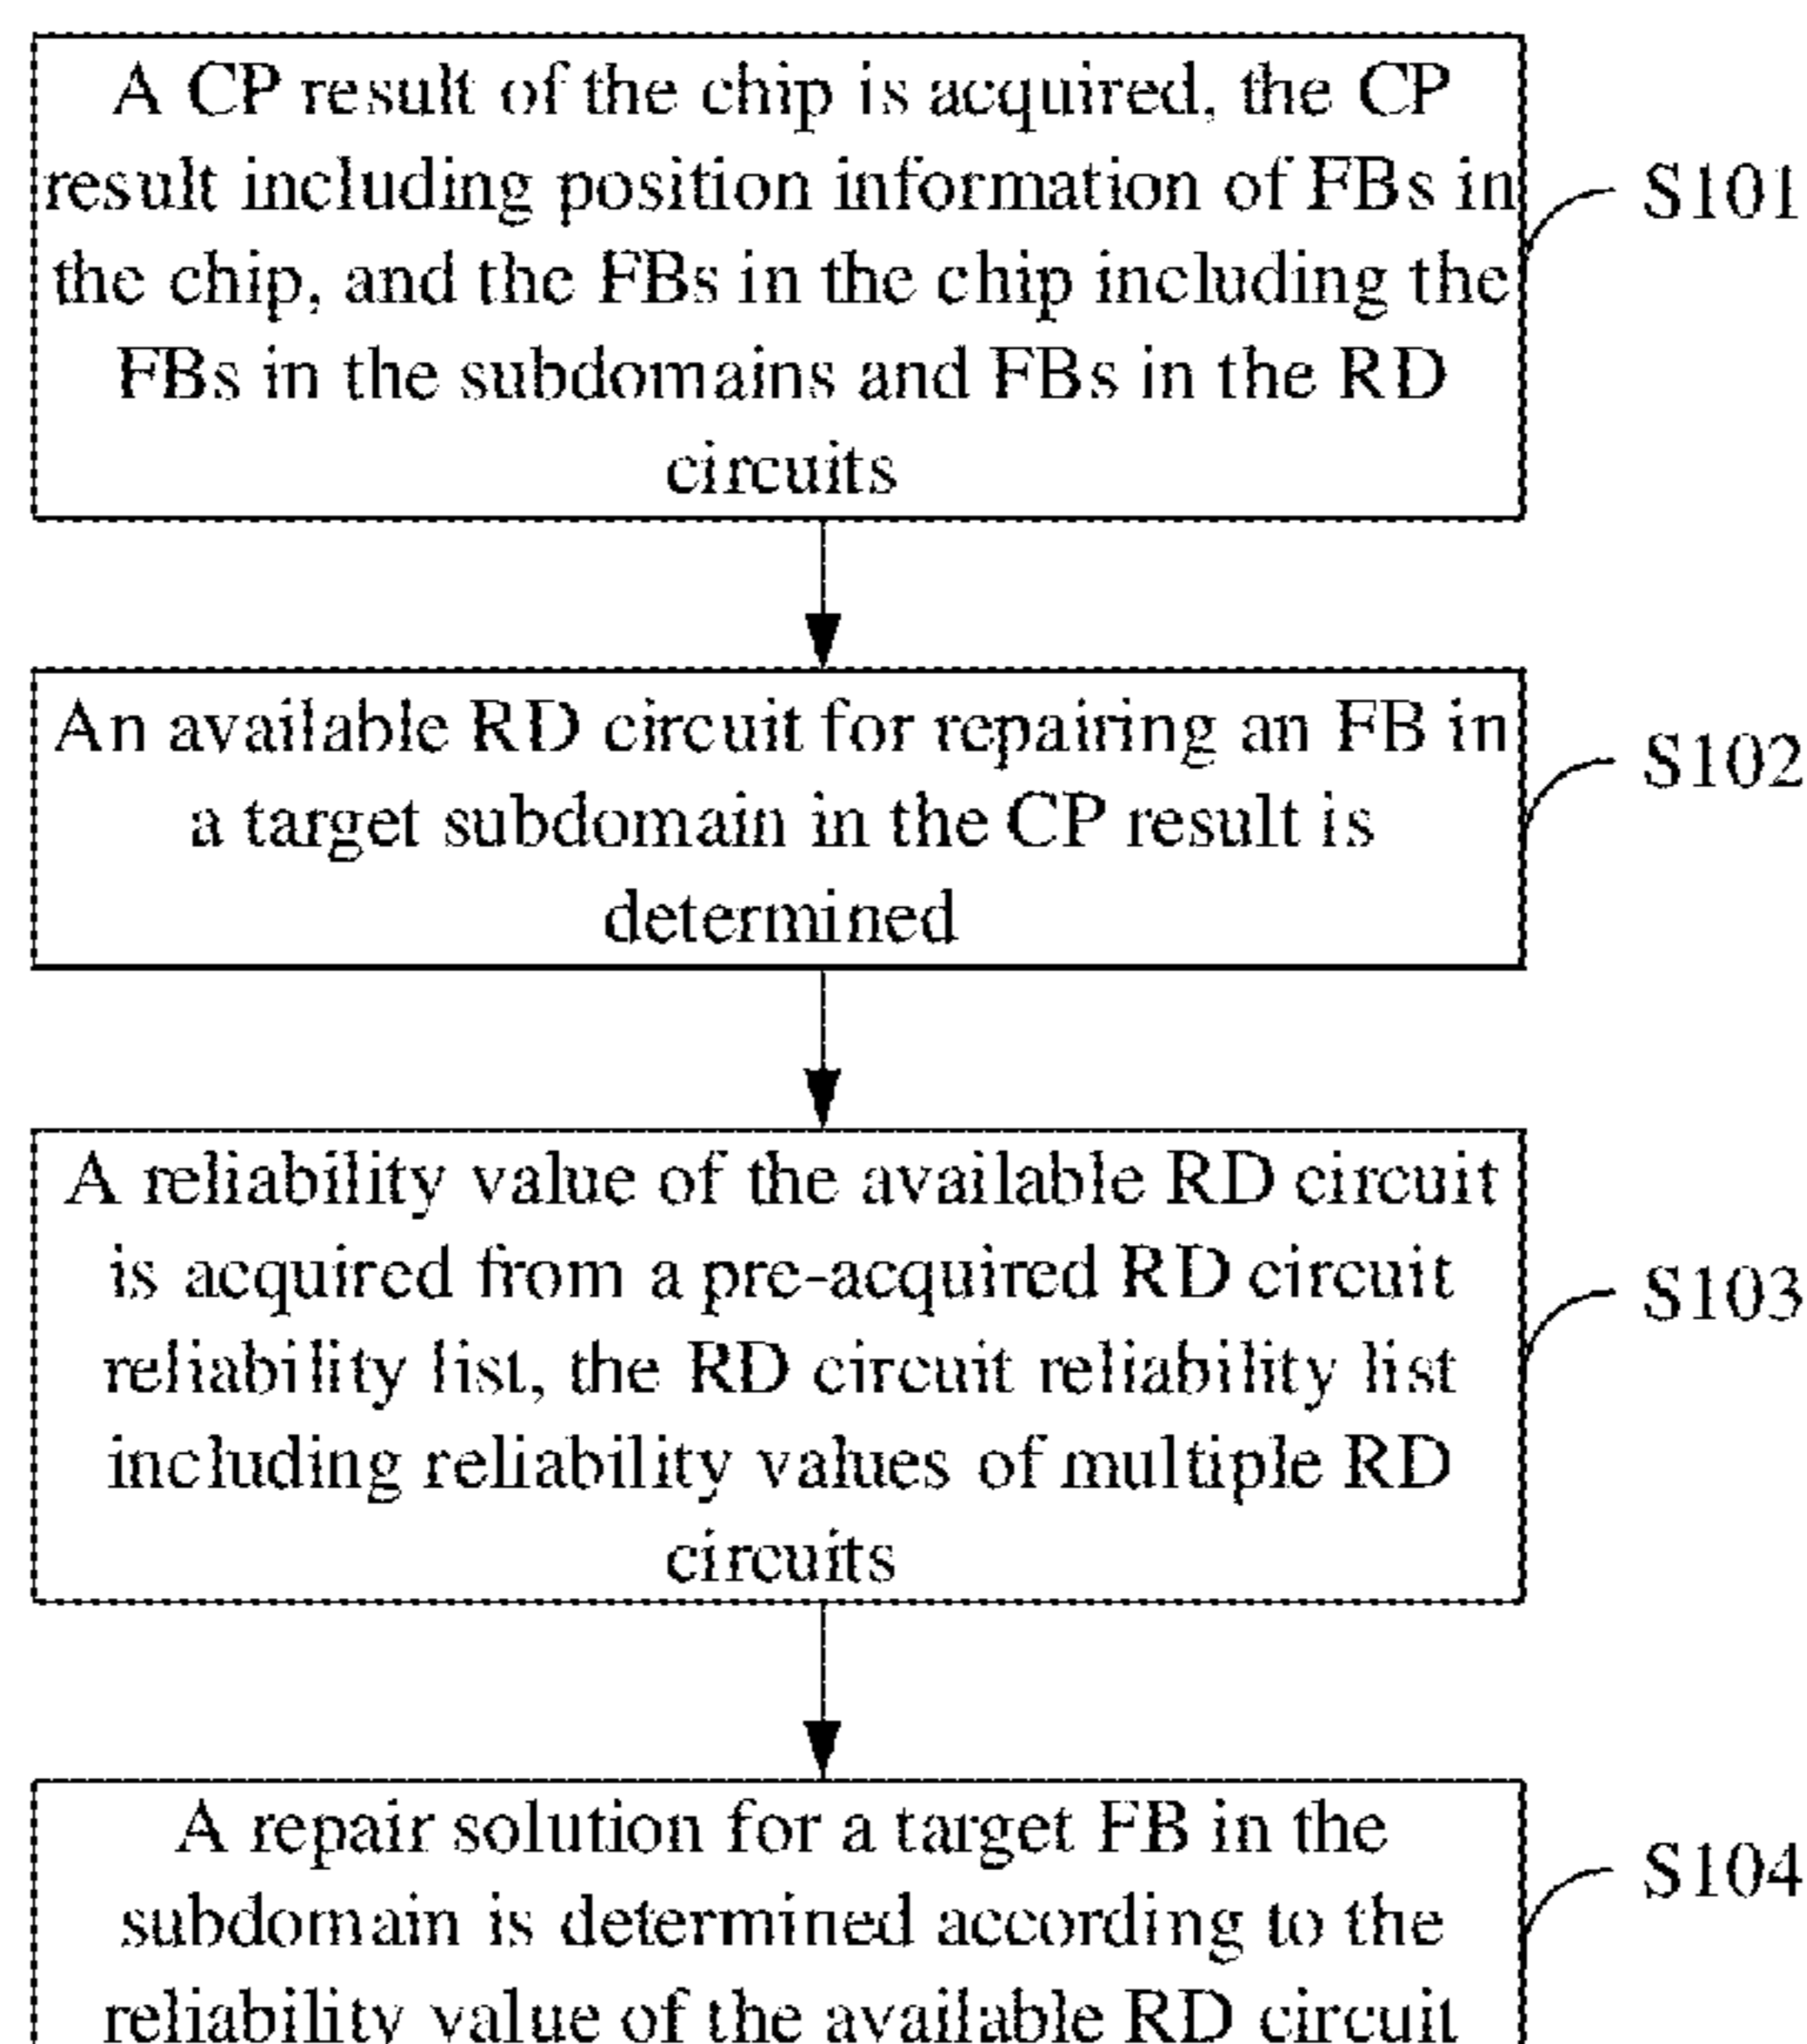 A CP result of the chip is acquired, the CP
result including position information of FBs in
the chip, and the FBs in the chip including the
FBs in the subdomains and FBs in the RD
circuits
S101
An available RD circuit for repairing an FB in
a target subdomain in the CP result is
determined
S102
A reliability value of the available RD circuit
is acquired from a pre-acquired RD circuit
reliability list, the RD circuit reliability list
including reliability values of multiple RD
circuits
S103
A repair solution for a target FB in the
subdomain is determined according to the
reliability value of the available RD circuit
S104